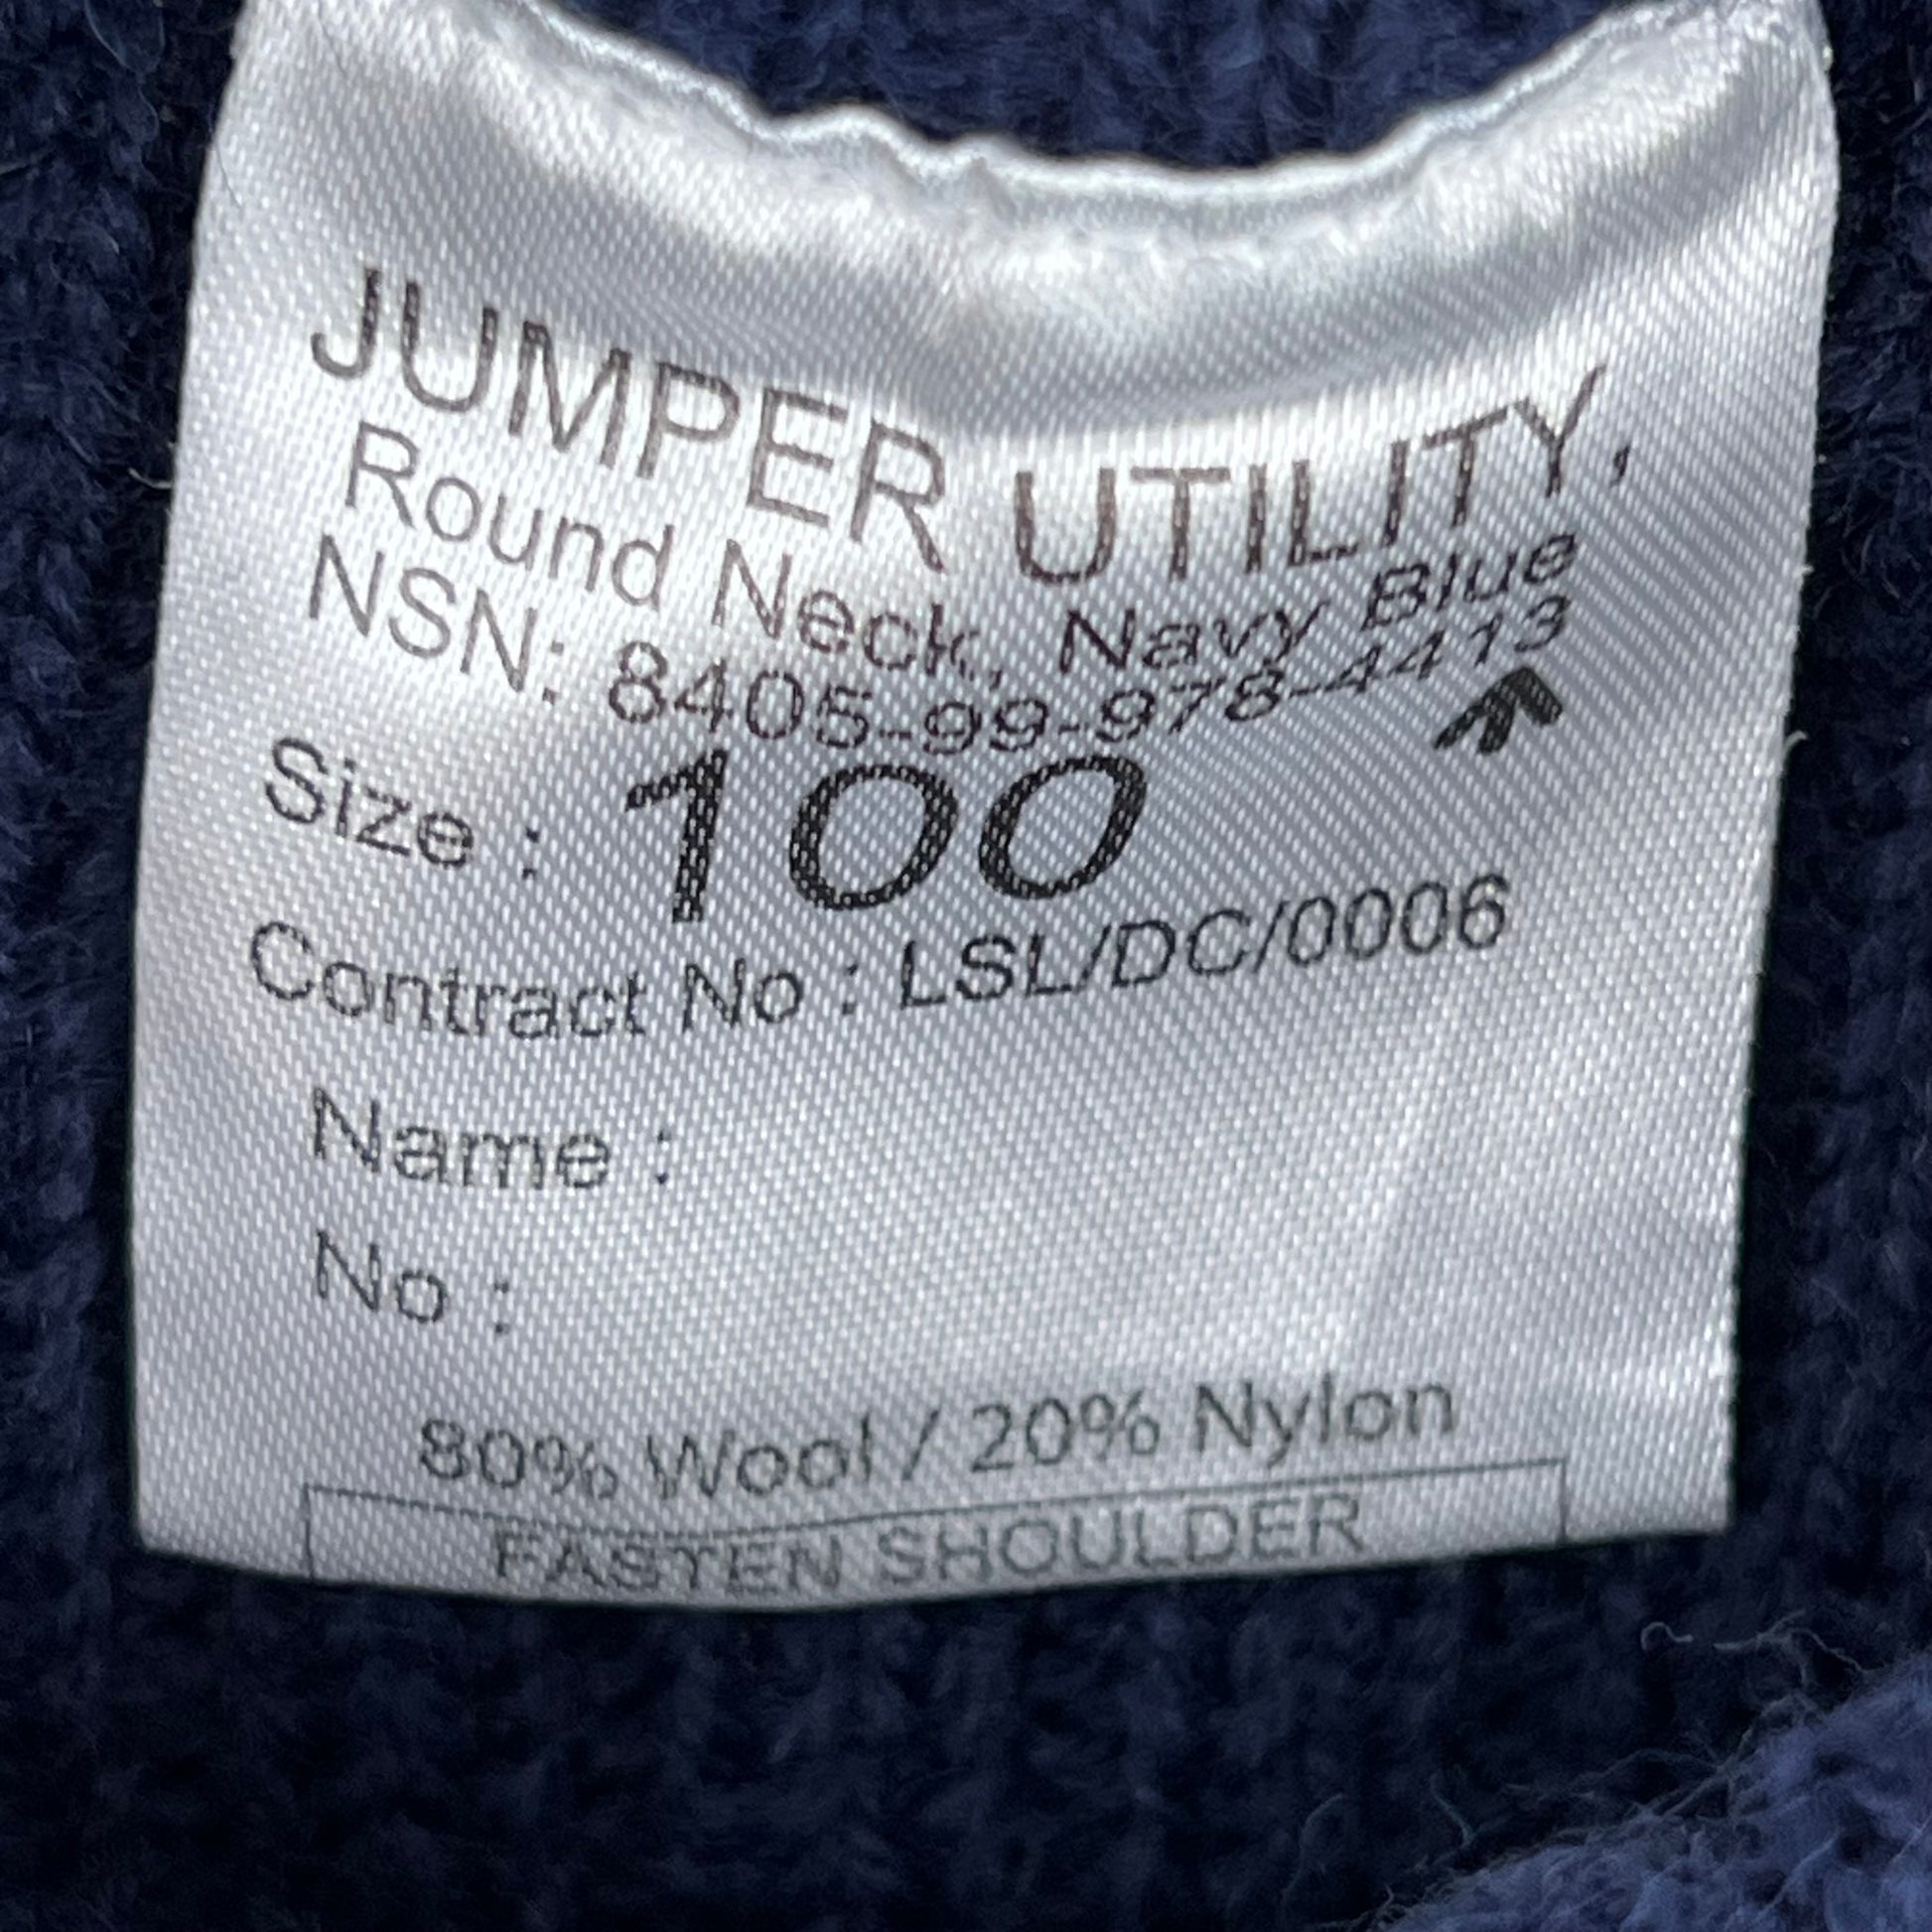 JUMPER UTILITY,
Round Neck, Navy Blue
NSN: 8405-99-978-4413
Size : 100
Contract No : LSL/DC/0006
Name :
No :
80% Wool / 20% Nylon
FASTEN SHOULDER